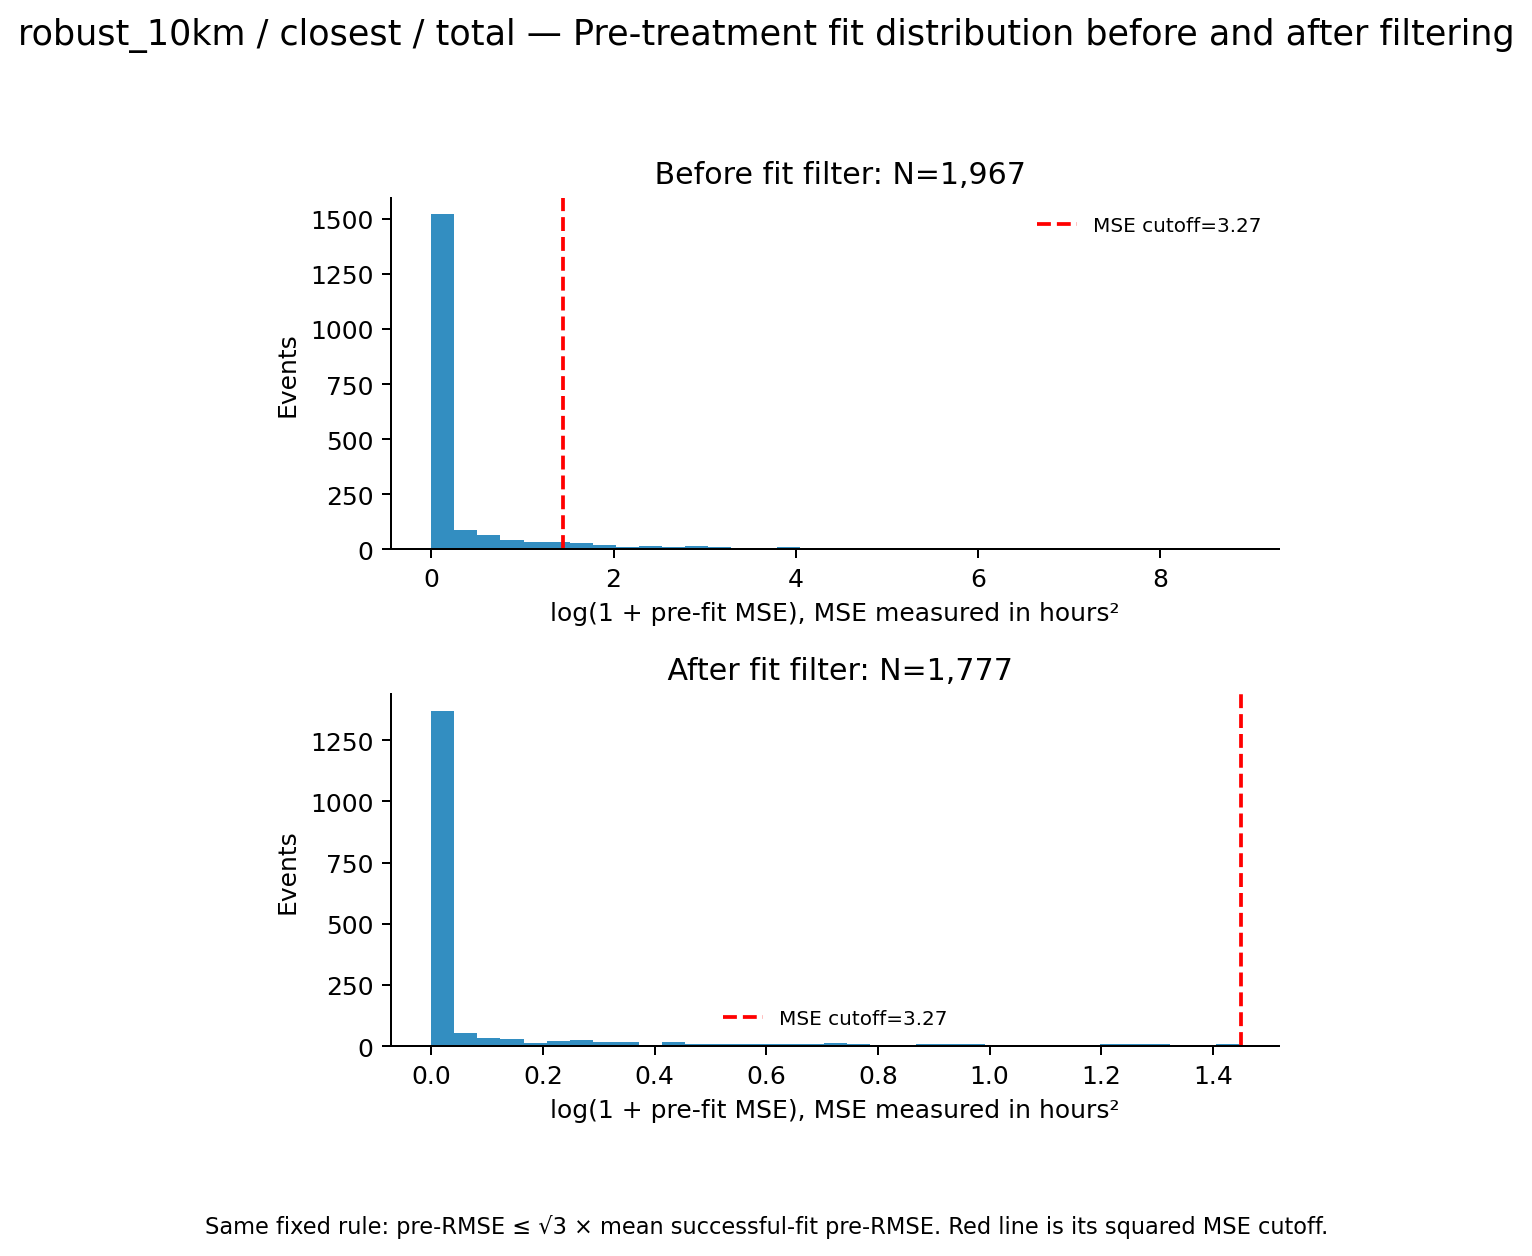 robust_10km / closest / total — Pre-treatment fit distribution before and after filtering
Before fit filter: N=1,967
MSE cutoff=3.27
Events
1500
1250
1000
750
500
250
0
0 2 4 6 8
log(1 + pre-fit MSE), MSE measured in hours²
After fit filter: N=1,777
Events
1250
1000
750
500
250
0
MSE cutoff=3.27
0.0 0.2 0.4 0.6 0.8 1.0 1.2 1.4
log(1 + pre-fit MSE), MSE measured in hours²
Same fixed rule: pre-RMSE ≤ √3 × mean successful-fit pre-RMSE. Red line is its squared MSE cutoff.